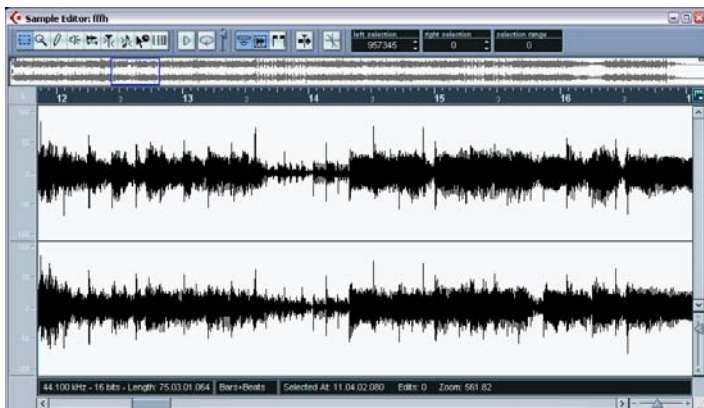 Sample Editor: ffffh
left selection right selection selection range
957345 0 0
12 13 14 15 16 1
44.100 kHz - 16 bits - Length: 75.03.01.064 Bars+Beats Selected At: 11.04.02.080 Edits: 0 Zoom: 561.82